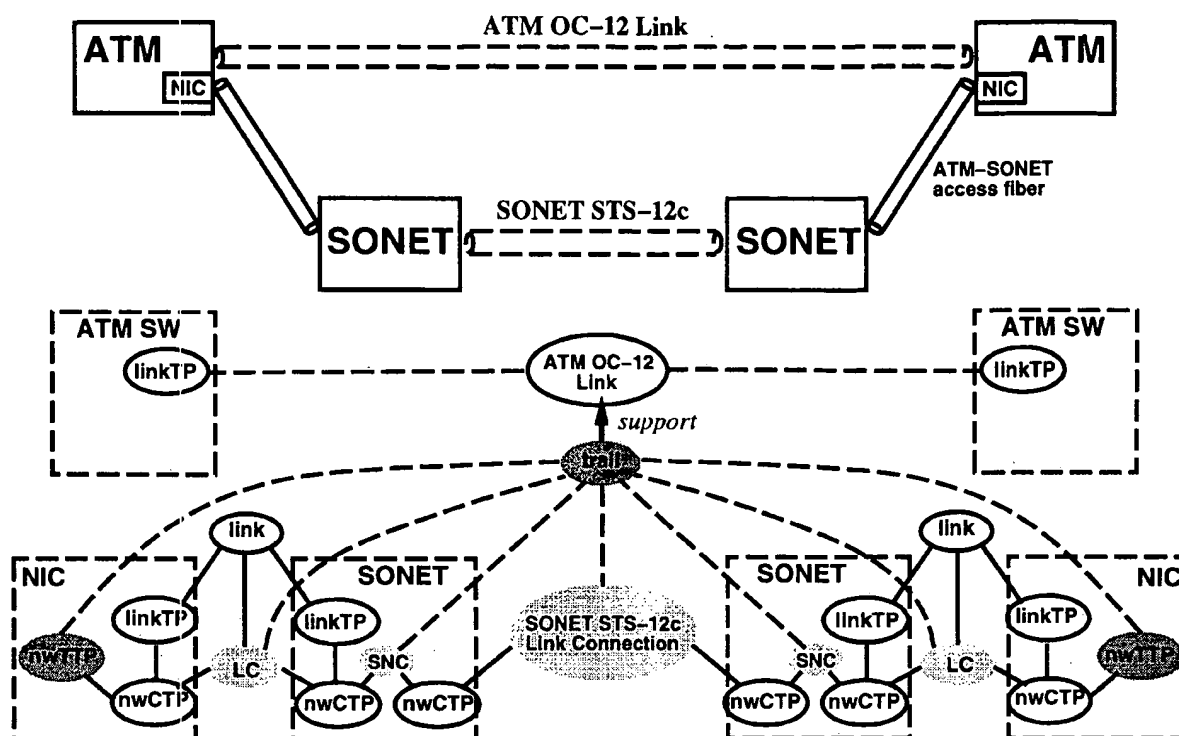 ATM OC-12 Link
ATM
ATM
NIC
NIC
ATM-SONET
access fiber
SONET STS-12c
SONET
SONET
ATM SW
ATM SW
linkTP
ATM OC-12
Link
linkTP
support
trail
link
link
NIC
SONET
SONET
NIC
linkTP
linkTP
SONET STS-12c
Link Connection
linkTP
linkTP
nwTTP
LC
SNC
SNC
LC
nwTTP
nwCTP
nwCTP
nwCTP
nwCTP
nwCTP
nwCTP